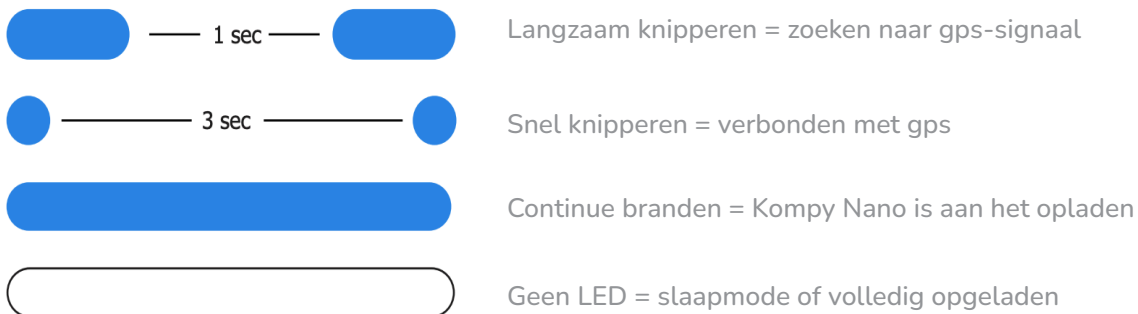 1 sec Langzaam knipperen = zoeken naar gps-signaal
3 sec Snel knipperen = verbonden met gps
Continue branden = Kompy Nano is aan het opladen
Geen LED = slaapmode of volledig opgeladen